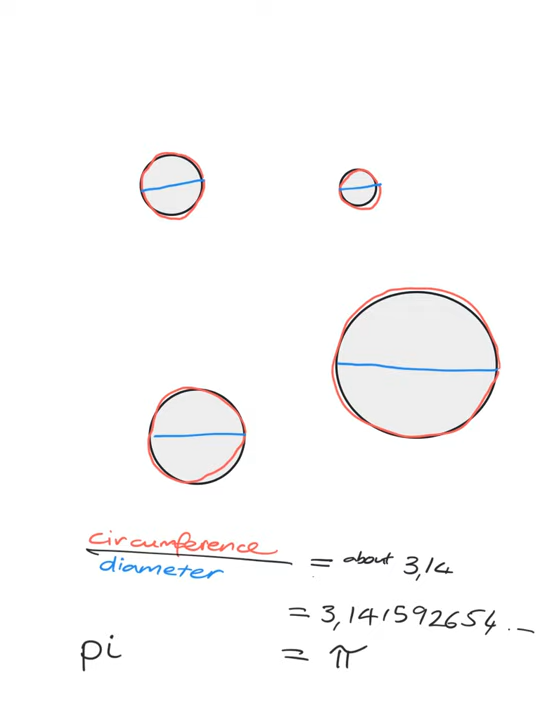 circumference
diameter
= about 3,14
= 3,141592654...
pi = π